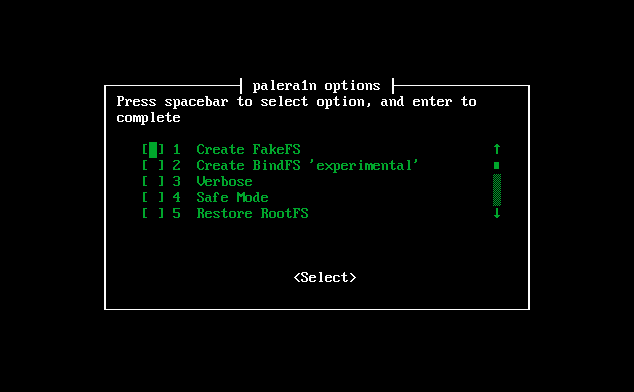 palera1n options
Press spacebar to select option, and enter to
complete
[ ] 1 Create FakeFS ↑
[ ] 2 Create BindFS 'experimental'
[ ] 3 Verbose
[ ] 4 Safe Mode
[ ] 5 Restore RootFS ↓
<Select>